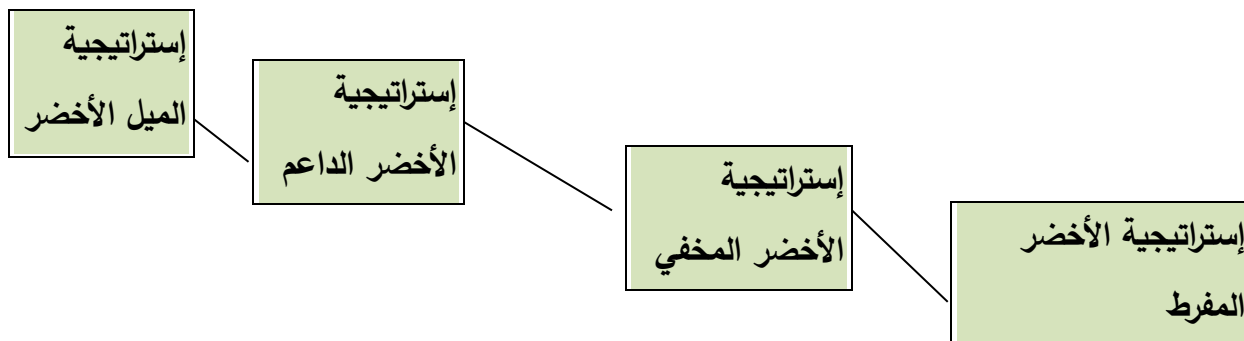 إستراتيجية
الميل الأخضر
إستراتيجية
الأخضر الداعم
إستراتيجية
الأخضر المخفي
إستراتيجية الأخضر
المفرط